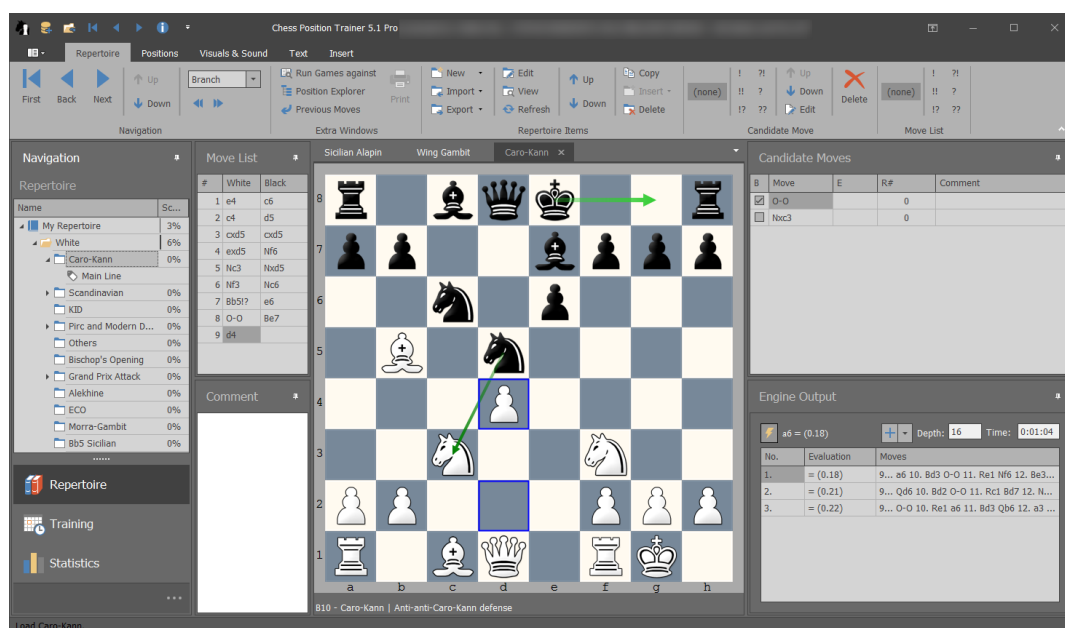 Chess Position Trainer 5.1 Pro
Repertoire Positions Visuals & Sound Text Insert
First Back Next Up Down Branch Run Games against Position Explorer Previous Moves Print New Import Export Edit View Refresh Up Down Copy Insert Delete (none) ! ?! !! ? !? ?? Up Down Edit Delete (none) ! ?! !! ? !? ??
Navigation Extra Windows Repertoire Items Candidate Move Move List
Navigation
Repertoire
Name Sc...
My Repertoire 3%
White 6%
Caro-Kann 0%
Main Line
Scandinavian 0%
KID 0%
Pirc and Modern D... 0%
Others 0%
Bischop's Opening 0%
Grand Prix Attack 0%
Alekhine 0%
ECO 0%
Morra-Gambit 0%
Bb5 Sicilian 0%
Repertoire
Training
Statistics
Move List
# White Black
1 e4 c6
2 c4 d5
3 cxd5 cxd5
4 exd5 Nf6
5 Nc3 Nxd5
6 Nf3 Nc6
7 Bb5!? e6
8 O-O Be7
9 d4
Comment
Sicilian Alapin Wing Gambit Caro-Kann
8
7
6
5
4
3
2
1
a b c d e f g h
B10 - Caro-Kann | Anti-anti-Caro-Kann defense
Candidate Moves
B Move E R# Comment
O-O 0
Nxc3 0
Engine Output
a6 = (0.18) Depth: 16 Time: 0:01:04
No. Evaluation Moves
1. = (0.18) 9... a6 10. Bd3 O-O 11. Re1 Nf6 12. Be3...
2. = (0.21) 9... Qd6 10. Bd2 O-O 11. Rc1 Bd7 12. N...
3. = (0.22) 9... O-O 10. Re1 a6 11. Bd3 Qb6 12. a3 ...
Load Caro-Kann.